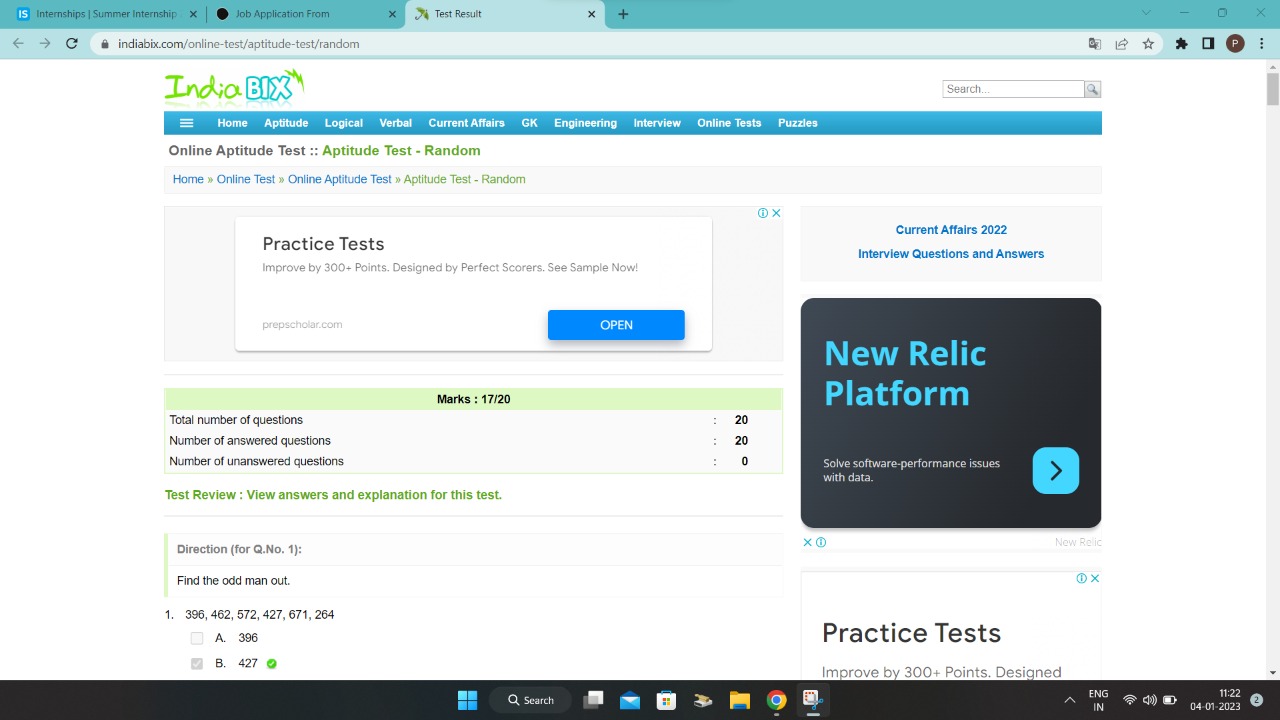 Internships | Summer Internship
Job Application From
Test Result
indiabix.com/online-test/aptitude-test/random
P
India BIX
Search...
Home Aptitude Logical Verbal Current Affairs GK Engineering Interview Online Tests Puzzles
Online Aptitude Test :: Aptitude Test - Random
Home » Online Test » Online Aptitude Test » Aptitude Test - Random
Practice Tests
Improve by 300+ Points. Designed by Perfect Scorers. See Sample Now!
prepscholar.com
OPEN
Current Affairs 2022
Interview Questions and Answers
New Relic
Platform
Solve software-performance issues
with data.
New Relic
Marks : 17/20
Total number of questions : 20
Number of answered questions : 20
Number of unanswered questions : 0
Test Review : View answers and explanation for this test.
Direction (for Q.No. 1):
Find the odd man out.
1. 396, 462, 572, 427, 671, 264
A. 396
B. 427
Practice Tests
Improve by 300+ Points. Designed
Search
ENG
IN
11:22
04-01-2023
2